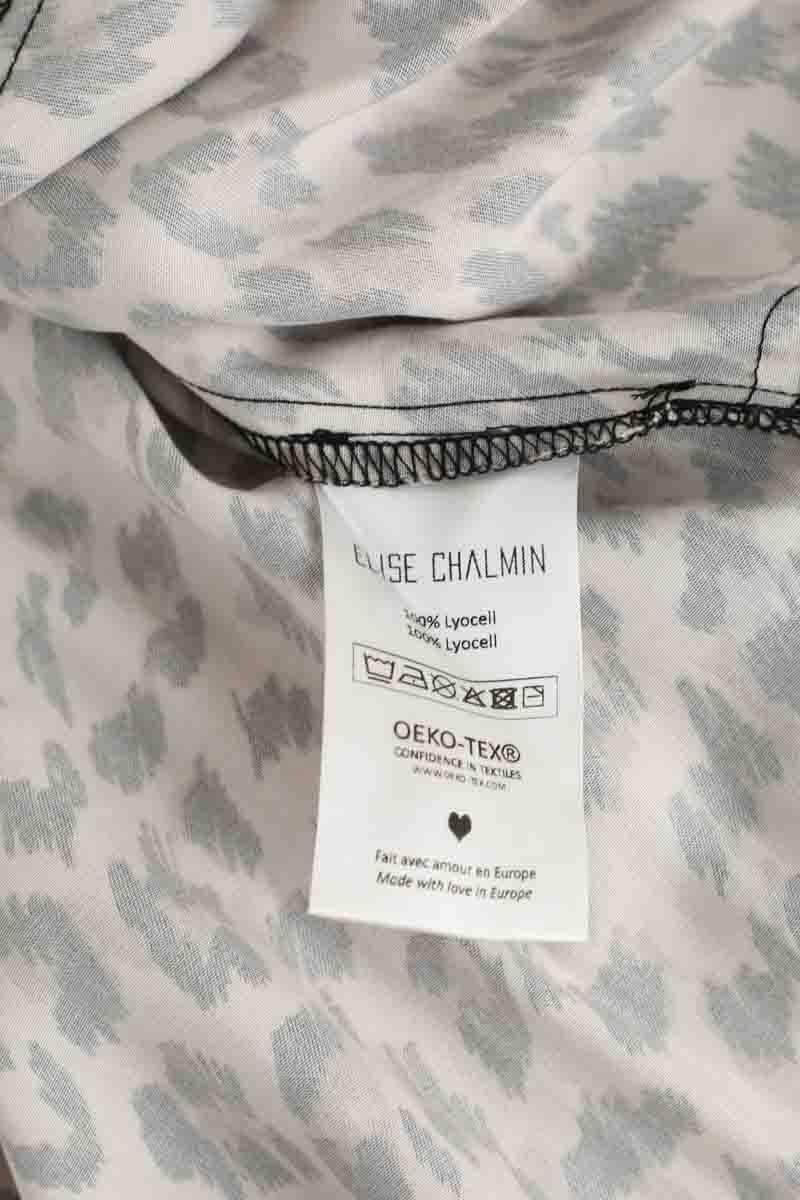 ELISE CHALMIN
100% Lyocell
100% Lyocell
OEKO-TEX®
CONFIDENCE IN TEXTILES
WWW.OEKO-TEX.COM
Fait avec amour en Europe
Made with love in Europe